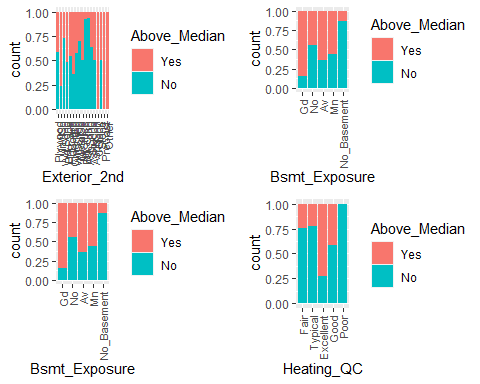 1.00
0.75
0.50
0.25
0.00
count
Exterior_2nd
Above_Median
Yes
No
1.00
0.75
0.50
0.25
0.00
count
Gd
No
Av
Mn
No_Basement
Bsmt_Exposure
Above_Median
Yes
No
1.00
0.75
0.50
0.25
0.00
count
Gd
No
Av
Mn
No_Basement
Bsmt_Exposure
Above_Median
Yes
No
1.00
0.75
0.50
0.25
0.00
count
Fair
Typical
Excellent
Good
Poor
Heating_QC
Above_Median
Yes
No